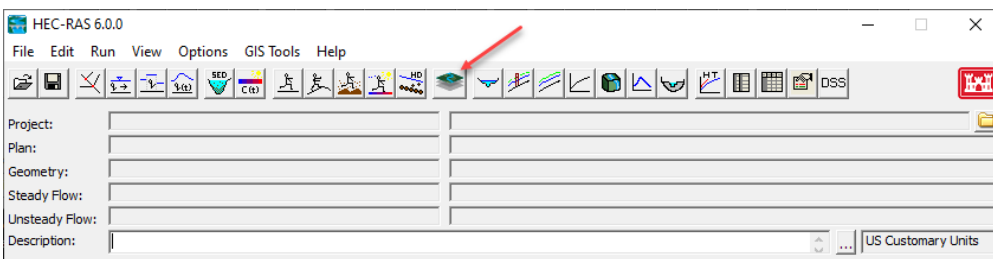 HEC-RAS 6.0.0
File Edit Run View Options GIS Tools Help
SED C(t) Q(t) HD HT DSS
Project:
Plan:
Geometry:
Steady Flow:
Unsteady Flow:
Description: ... US Customary Units